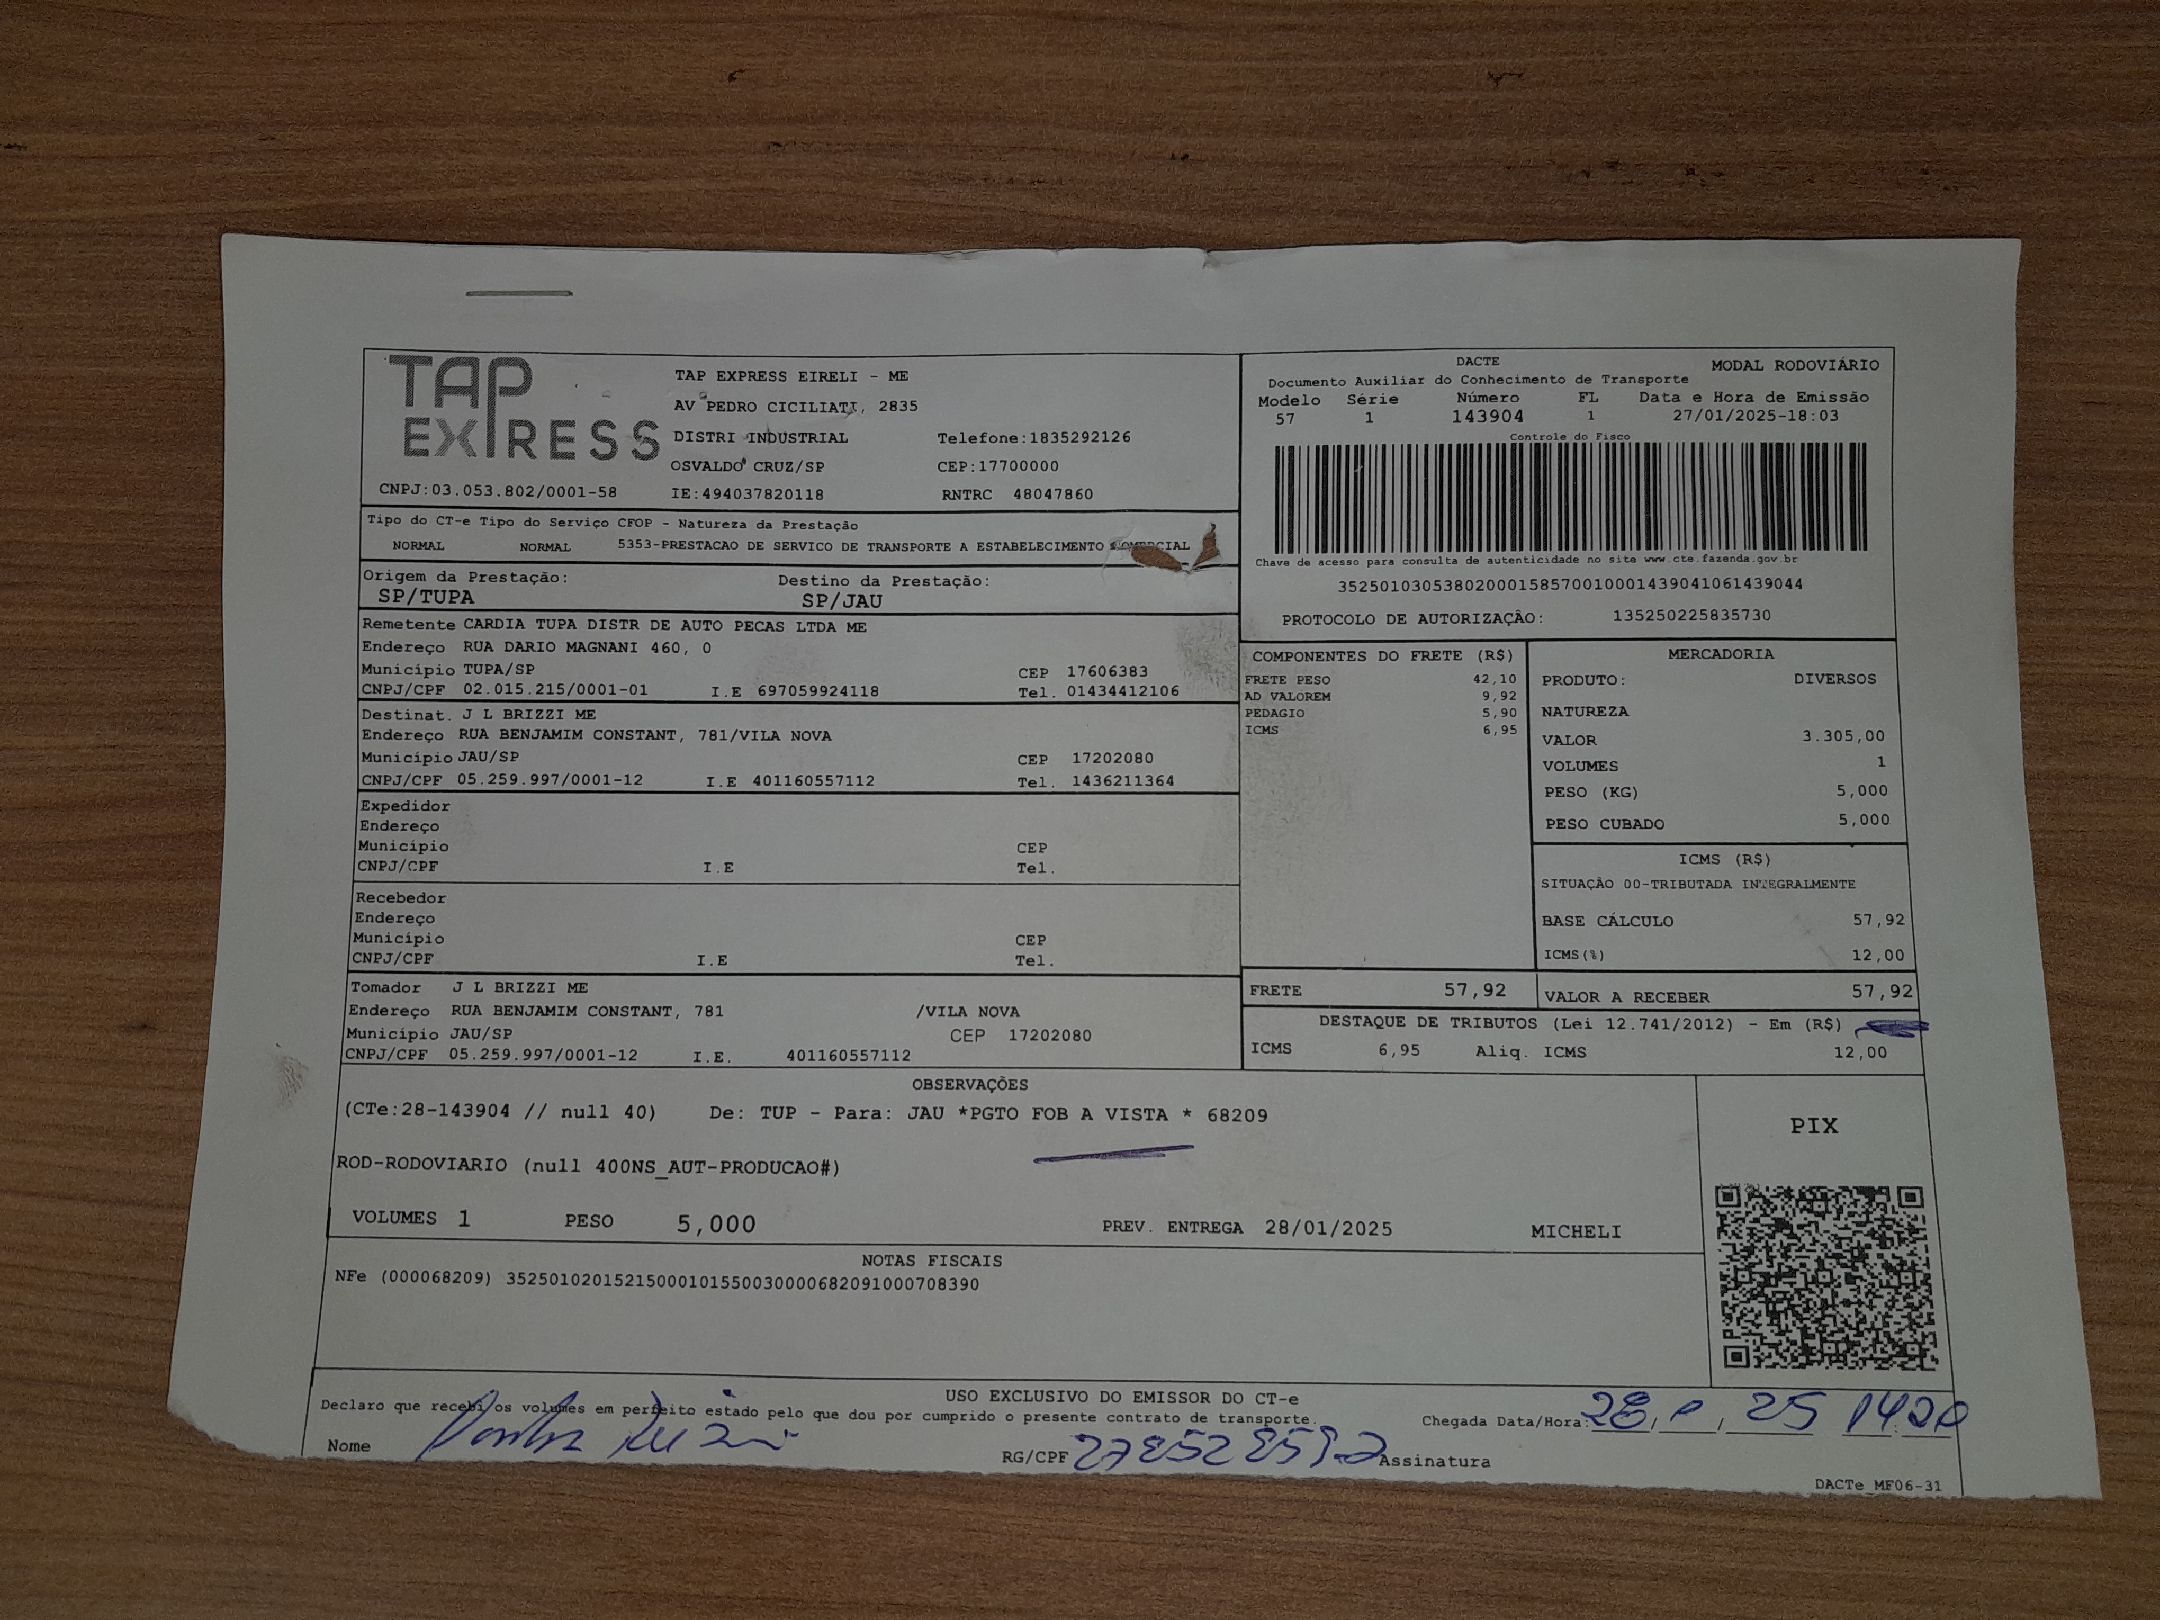 TAP
EXPRESS
TAP EXPRESS EIRELI - ME
AV PEDRO CICILIATI, 2835
DISTRI INDUSTRIAL Telefone:1835292126
OSVALDO CRUZ/SP CEP:17700000
CNPJ:03.053.802/0001-58 IE:494037820118 RNTRC 48047860
DACTE MODAL RODOVIÁRIO
Documento Auxiliar do Conhecimento de Transporte
Modelo Série Número FL Data e Hora de Emissão
57 1 143904 1 27/01/2025-18:03
Controle do Fisco
Chave de acesso para consulta de autenticidade no site www.cte.fazenda.gov.br
35250103053802000158570010001439041061439044
PROTOCOLO DE AUTORIZAÇÃO: 135250225835730
Tipo do CT-e Tipo do Serviço CFOP - Natureza da Prestação
NORMAL NORMAL 5353-PRESTACAO DE SERVICO DE TRANSPORTE A ESTABELECIMENTO COMERCIAL
Origem da Prestação: Destino da Prestação:
SP/TUPA SP/JAU
Remetente CARDIA TUPA DISTR DE AUTO PECAS LTDA ME
Endereço RUA DARIO MAGNANI 460, 0
Município TUPA/SP CEP 17606383
CNPJ/CPF 02.015.215/0001-01 I.E 697059924118 Tel. 01434412106
Destinat. J L BRIZZI ME
Endereço RUA BENJAMIM CONSTANT, 781/VILA NOVA
Município JAU/SP CEP 17202080
CNPJ/CPF 05.259.997/0001-12 I.E 401160557112 Tel. 1436211364
Expedidor
Endereço
Município CEP
CNPJ/CPF I.E Tel.
Recebedor
Endereço
Município CEP
CNPJ/CPF I.E Tel.
Tomador J L BRIZZI ME
Endereço RUA BENJAMIM CONSTANT, 781 /VILA NOVA
Município JAU/SP CEP 17202080
CNPJ/CPF 05.259.997/0001-12 I.E. 401160557112
COMPONENTES DO FRETE (R$)
FRETE PESO 42,10
AD VALOREM 9,92
PEDAGIO 5,90
ICMS 6,95
MERCADORIA
PRODUTO: DIVERSOS
NATUREZA
VALOR 3.305,00
VOLUMES 1
PESO (KG) 5,000
PESO CUBADO 5,000
ICMS (R$)
SITUAÇÃO 00-TRIBUTADA INTEGRALMENTE
BASE CÁLCULO 57,92
ICMS(%) 12,00
FRETE 57,92 VALOR A RECEBER 57,92
DESTAQUE DE TRIBUTOS (Lei 12.741/2012) - Em (R$)
ICMS 6,95 Aliq. ICMS 12,00
OBSERVAÇÕES
(CTe:28-143904 // null 40) De: TUP - Para: JAU *PGTO FOB A VISTA * 68209
ROD-RODOVIARIO (null 400NS_AUT-PRODUCAO#)
VOLUMES 1 PESO 5,000 PREV. ENTREGA 28/01/2025 MICHELI
PIX
NOTAS FISCAIS
NFe (000068209) 35250102015215000101550030000682091000708390
USO EXCLUSIVO DO EMISSOR DO CT-e
Declaro que recebi os volumes em perfeito estado pelo que dou por cumprido o presente contrato de transporte.
Chegada Data/Hora: 28, , 25 1420
Nome RG/CPF Assinatura
DACTe_MF06-31